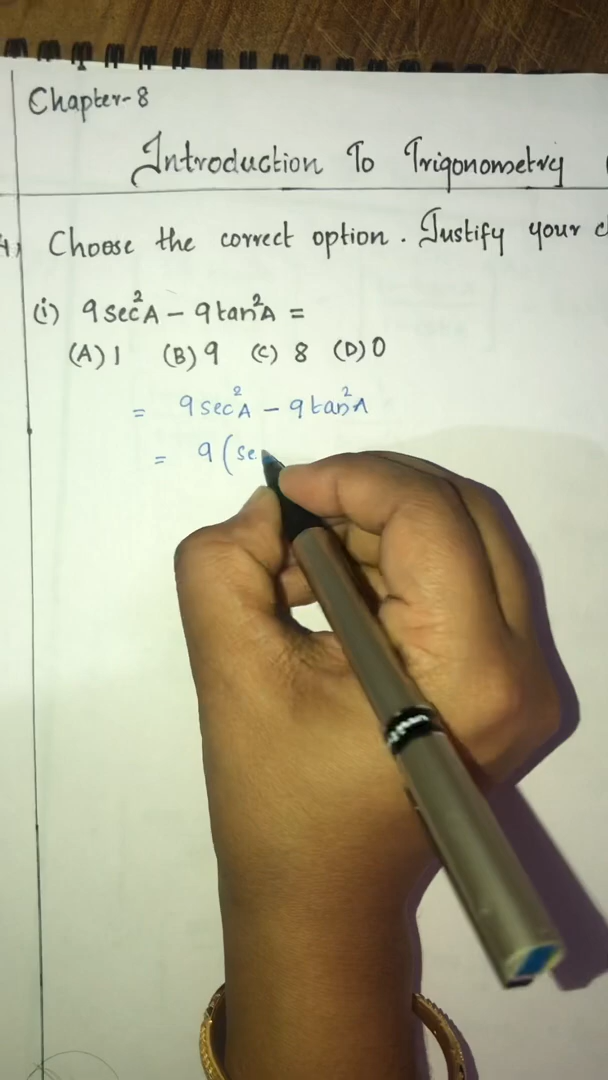 Chapter-8
Introduction To Trigonometry
4) Choose the correct option. Justify your
(i) 9 sec²A - 9 tan²A =
(A) 1 (B) 9 (C) 8 (D) 0
= 9 sec²A - 9 tan²A
= 9 (se